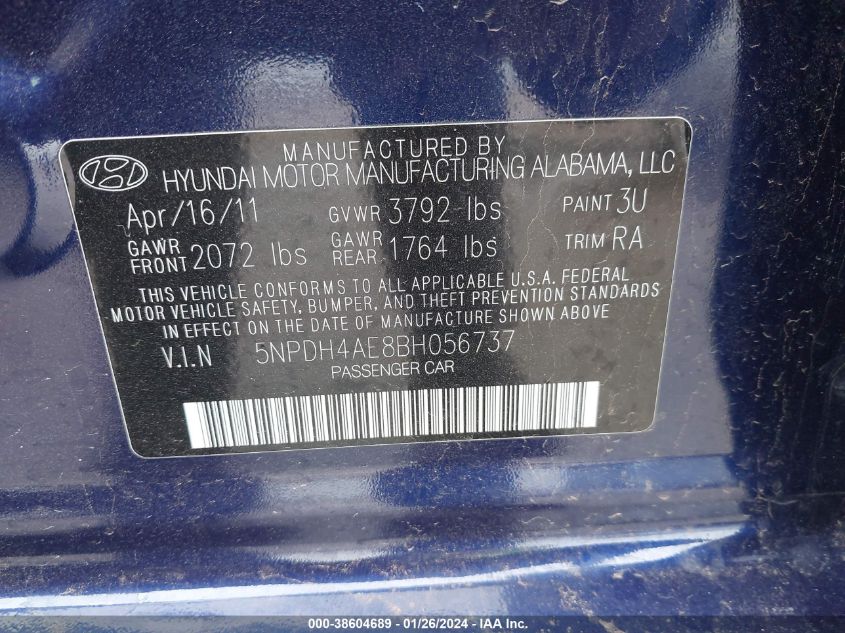 MANUFACTURED BY
HYUNDAI MOTOR MANUFACTURING ALABAMA, LLC
Apr/16/11 GVWR 3792 lbs PAINT 3U
GAWR FRONT 2072 lbs GAWR REAR 1764 lbs TRIM RA
THIS VEHICLE CONFORMS TO ALL APPLICABLE U.S.A. FEDERAL
MOTOR VEHICLE SAFETY, BUMPER, AND THEFT PREVENTION STANDARDS
IN EFFECT ON THE DATE OF MANUFACTURE SHOWN ABOVE
V.I.N 5NPDH4AE8BH056737
PASSENGER CAR
000-38604689 - 01/26/2024 - IAA Inc.